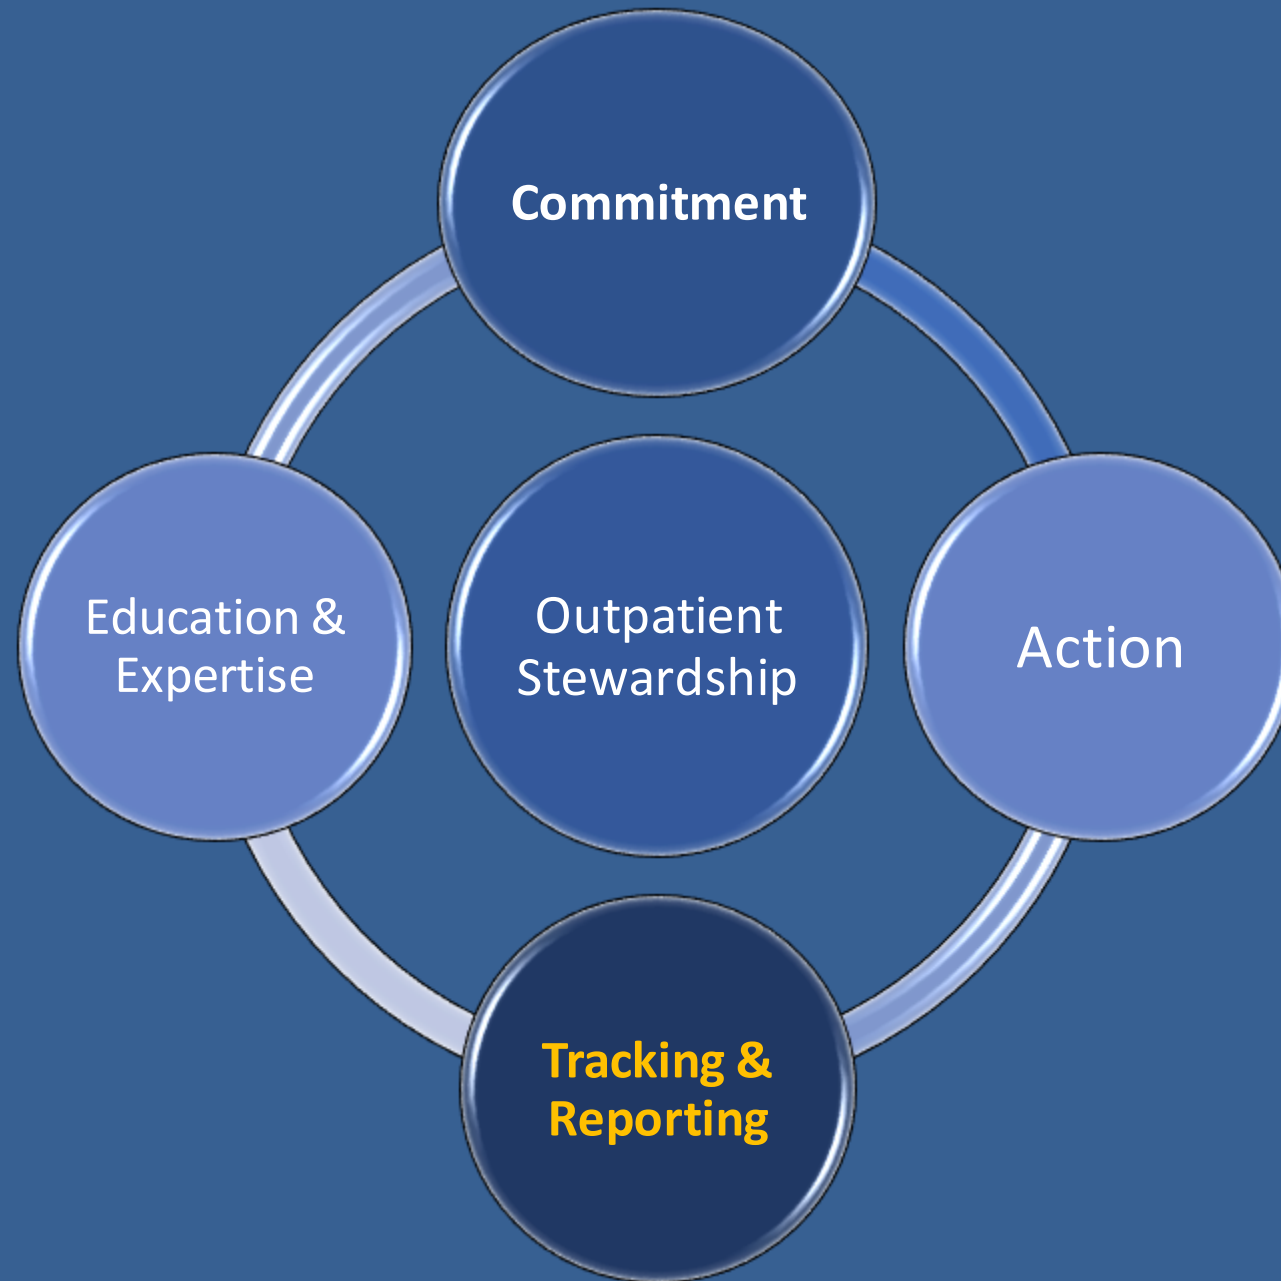 Commitment
Education &
Expertise
Outpatient
Stewardship
Action
Tracking &
Reporting